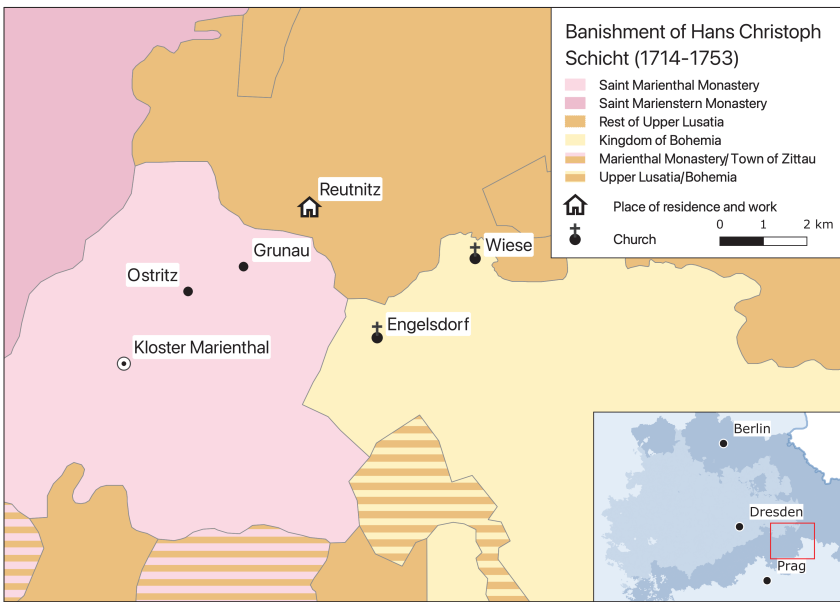 Banishment of Hans Christoph
Schicht (1714-1753)
Saint Marienthal Monastery
Saint Marienstern Monastery
Rest of Upper Lusatia
Kingdom of Bohemia
Marienthal Monastery/ Town of Zittau
Upper Lusatia/Bohemia
Place of residence and work
Church
0 1 2 km
Reutnitz
Grunau
Wiese
Ostritz
Engelsdorf
Kloster Marienthal
Berlin
Dresden
Prag